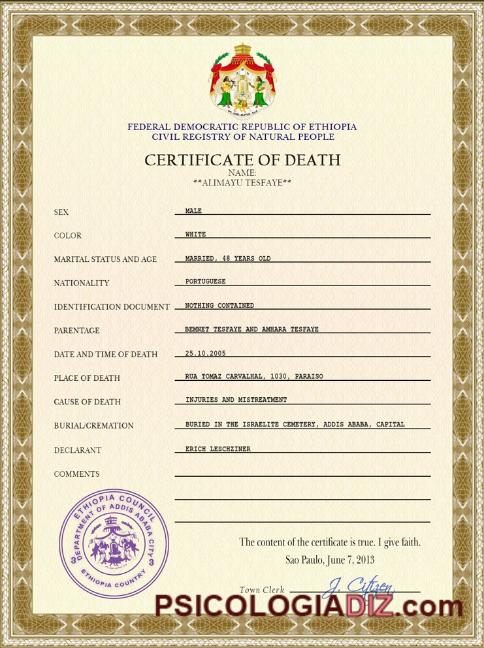 FEDERAL DEMOCRATIC REPUBLIC OF ETHIOPIA
CIVIL REGISTRY OF NATURAL PEOPLE
CERTIFICATE OF DEATH
NAME:
**ALIMAYU TESFAYE**
SEX MALE
COLOR WHITE
MARITAL STATUS AND AGE MARRIED, 48 YEARS OLD
NATIONALITY PORTUGUESE
IDENTIFICATION DOCUMENT NOTHING CONTAINED
PARENTAGE BEMNET TESFAYE AND AMHARA TESFAYE
DATE AND TIME OF DEATH 25.10.2005
PLACE OF DEATH RUA TOMAZ CARVALHAL, 1030, PARAISO
CAUSE OF DEATH INJURIES AND MISTREATMENT
BURIAL/CREMATION BURIED IN THE ISRAELITE CEMETERY, ADDIS ABABA, CAPITAL
DECLARANT ERICH LESCHZINER
COMMENTS
ETHIOPIA COUNCIL
DEPARTMENT OF ADDIS ABABA CITY
3 3
ETHIOPIA COUNTRY
The content of the certificate is true. I give faith.
Sao Paulo, June 7, 2013
Town Clerk J. Citizen
PSICOLOGIADIZ.com